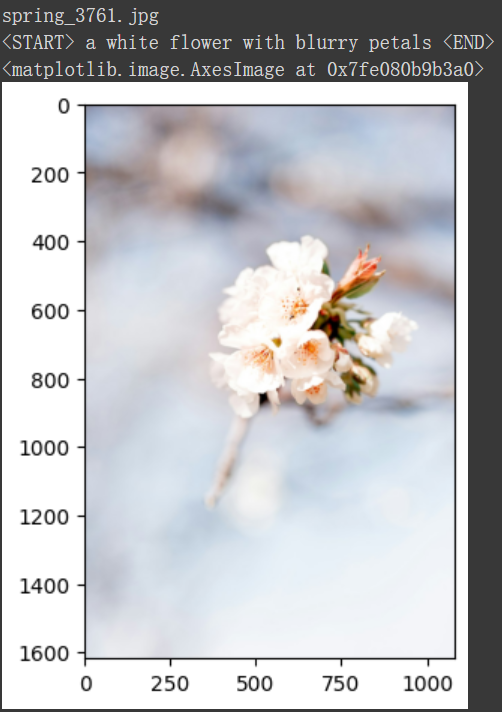 spring_3761.jpg
<START> a white flower with blurry petals <END>
<matplotlib.image.AxesImage at 0x7fe080b9b3a0>
0
200
400
600
800
1000
1200
1400
1600
0 250 500 750 1000